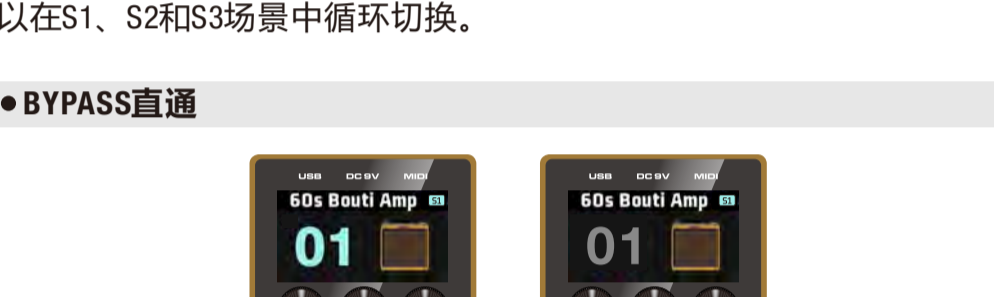 以在S1、S2和S3场景中循环切换。
● BYPASS直通
USB DC 9V MIDI
60s Bouti Amp S1
01
USB DC 9V MIDI
60s Bouti Amp S1
01